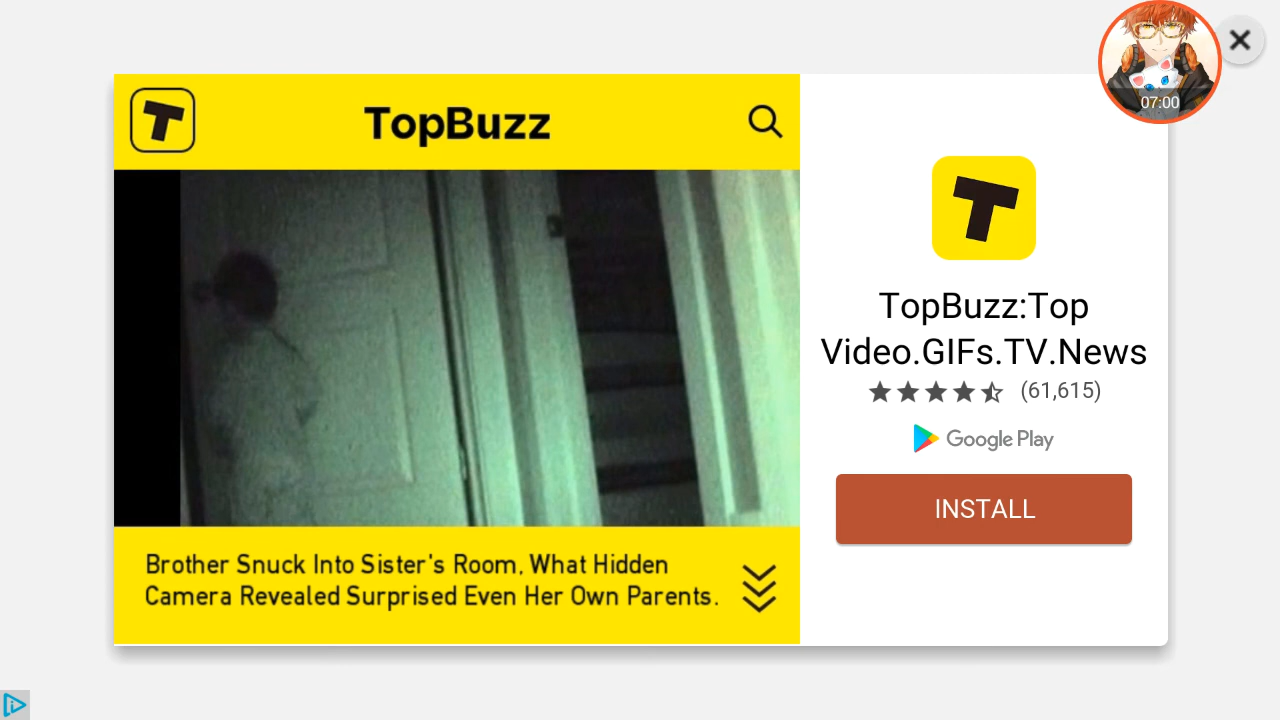 T
TopBuzz
07:00
T
TopBuzz:Top
Video.GIFs.TV.News
(61,615)
Google Play
INSTALL
Brother Snuck Into Sister's Room, What Hidden
Camera Revealed Surprised Even Her Own Parents.